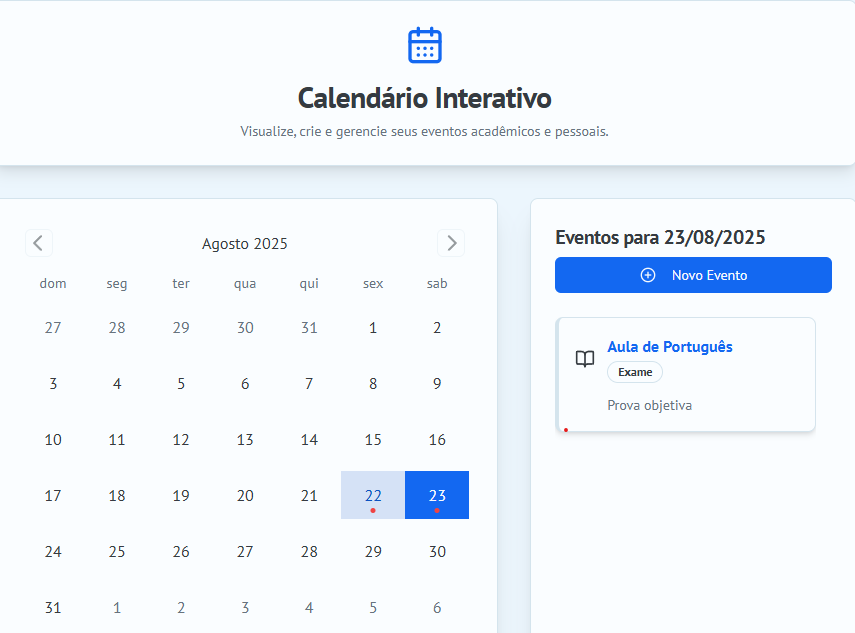 Calendário Interativo
Visualize, crie e gerencie seus eventos acadêmicos e pessoais.
Agosto 2025
dom seg ter qua qui sex sab
27 28 29 30 31 1 2
3 4 5 6 7 8 9
10 11 12 13 14 15 16
17 18 19 20 21 22 23
24 25 26 27 28 29 30
31 1 2 3 4 5 6
Eventos para 23/08/2025
Novo Evento
Aula de Português
Exame
Prova objetiva